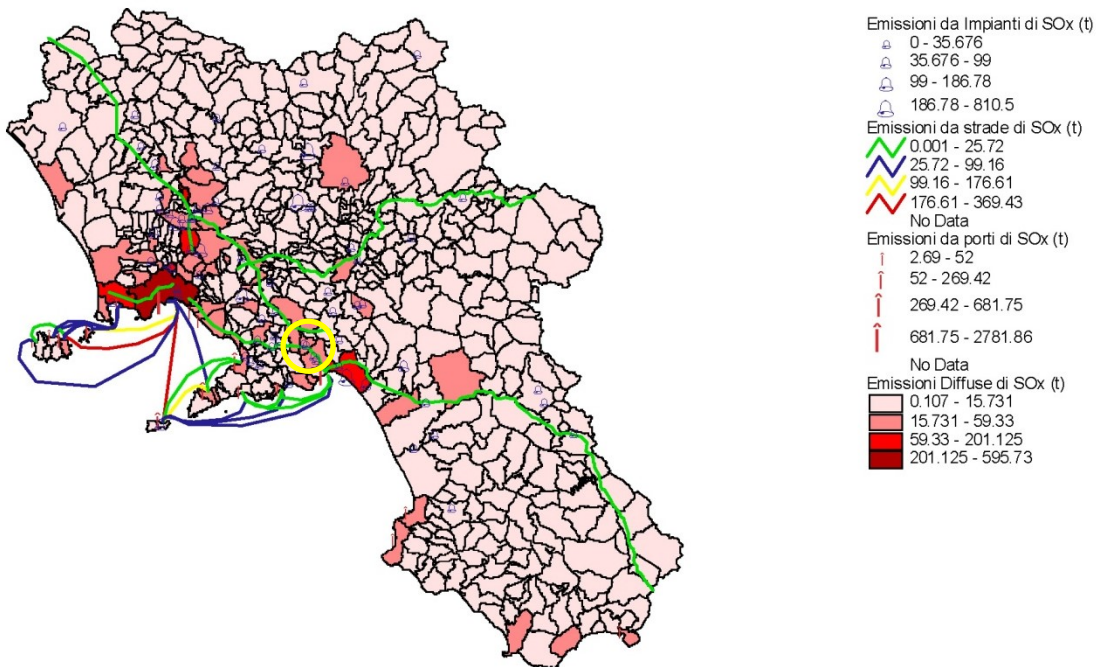 Emissioni da Impianti di SOx (t)
0 - 35.676
35.676 - 99
99 - 186.78
186.78 - 810.5
Emissioni da strade di SOx (t)
0.001 - 25.72
25.72 - 99.16
99.16 - 176.61
176.61 - 369.43
No Data
Emissioni da porti di SOx (t)
2.69 - 52
52 - 269.42
269.42 - 681.75
681.75 - 2781.86
No Data
Emissioni Diffuse di SOx (t)
0.107 - 15.731
15.731 - 59.33
59.33 - 201.125
201.125 - 595.73